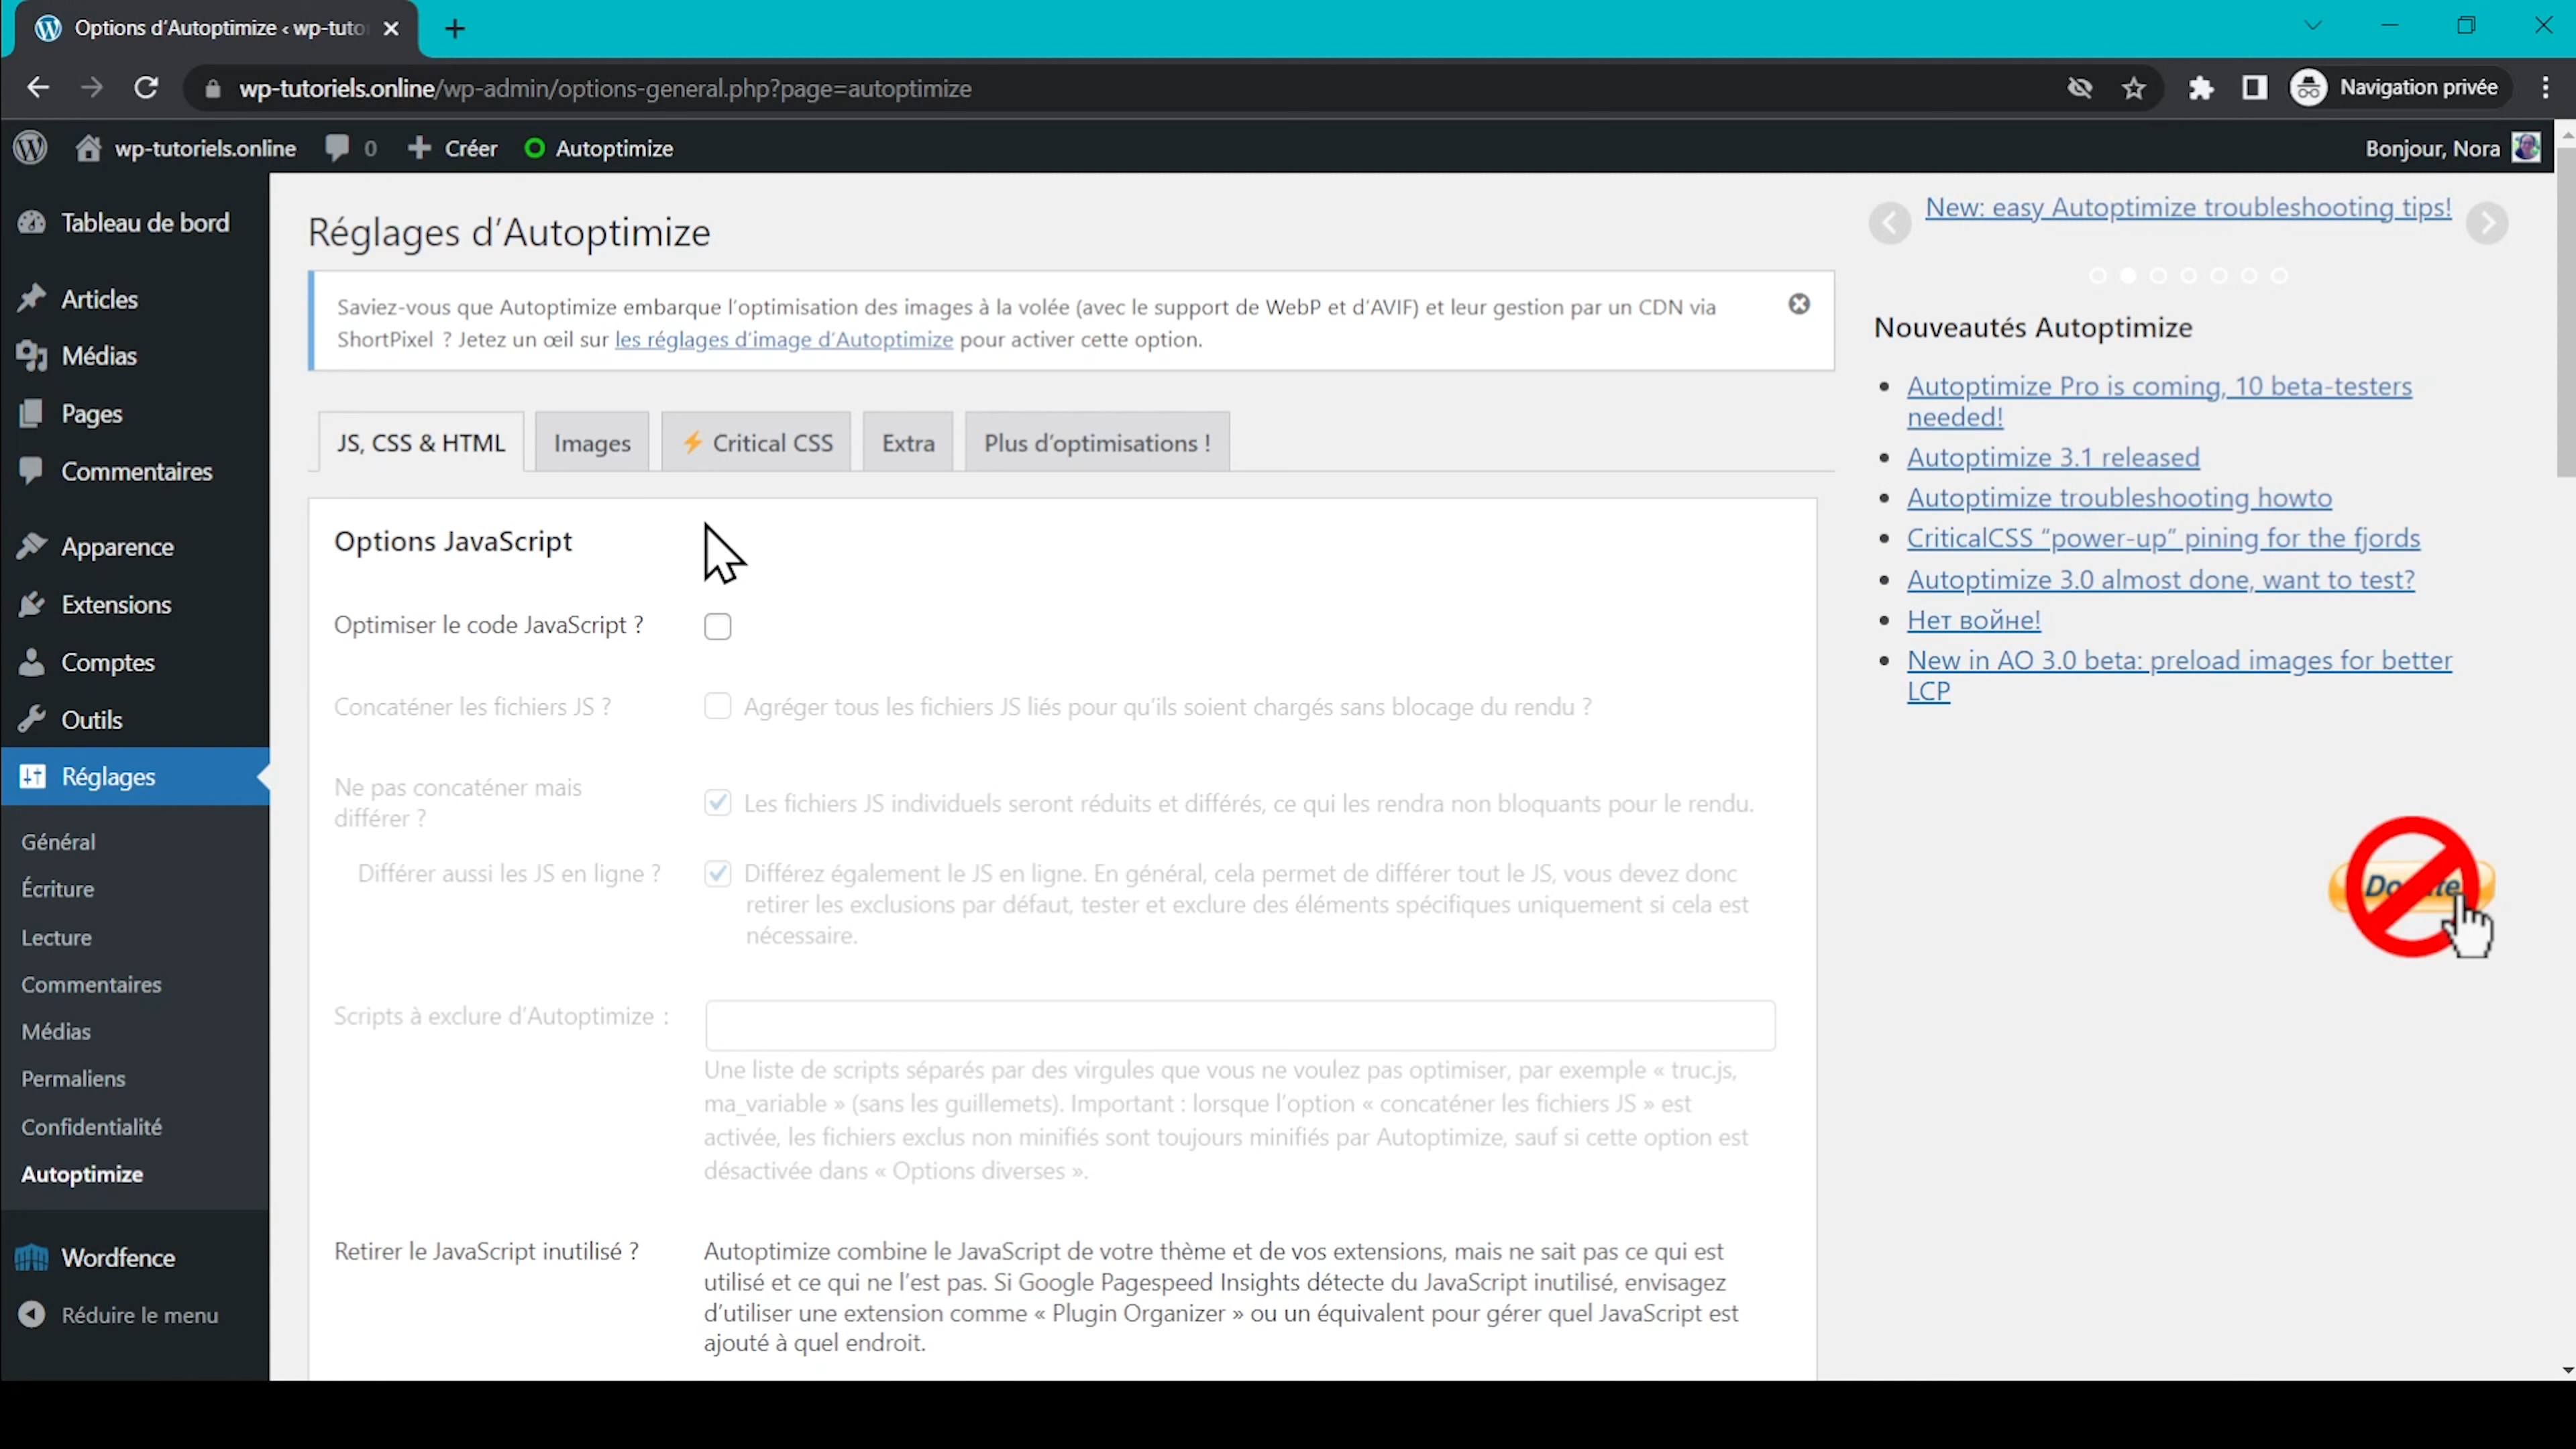 Options d'Autoptimize ‹ wp-tuto
wp-tutoriels.online/wp-admin/options-general.php?page=autoptimize
Navigation privée
wp-tutoriels.online
0
Créer
Autoptimize
Bonjour, Nora
Tableau de bord
Articles
Médias
Pages
Commentaires
Apparence
Extensions
Comptes
Outils
Réglages
Général
Écriture
Lecture
Commentaires
Médias
Permaliens
Confidentialité
Autoptimize
Wordfence
Réduire le menu
Réglages d'Autoptimize
Saviez-vous que Autoptimize embarque l'optimisation des images à la volée (avec le support de WebP et d'AVIF) et leur gestion par un CDN via
ShortPixel ? Jetez un œil sur les réglages d'image d'Autoptimize pour activer cette option.
JS, CSS & HTML
Images
⚡ Critical CSS
Extra
Plus d'optimisations !
Options JavaScript
Optimiser le code JavaScript ?
Concaténer les fichiers JS ?
Agréger tous les fichiers JS liés pour qu'ils soient chargés sans blocage du rendu ?
Ne pas concaténer mais
différer ?
Les fichiers JS individuels seront réduits et différés, ce qui les rendra non bloquants pour le rendu.
Différer aussi les JS en ligne ?
Différez également le JS en ligne. En général, cela permet de différer tout le JS, vous devez donc
retirer les exclusions par défaut, tester et exclure des éléments spécifiques uniquement si cela est
nécessaire.
Scripts à exclure d'Autoptimize :
Une liste de scripts séparés par des virgules que vous ne voulez pas optimiser, par exemple « truc.js,
ma_variable » (sans les guillemets). Important : lorsque l'option « concaténer les fichiers JS » est
activée, les fichiers exclus non minifiés sont toujours minifiés par Autoptimize, sauf si cette option est
désactivée dans « Options diverses ».
Retirer le JavaScript inutilisé ?
Autoptimize combine le JavaScript de votre thème et de vos extensions, mais ne sait pas ce qui est
utilisé et ce qui ne l'est pas. Si Google Pagespeed Insights détecte du JavaScript inutilisé, envisagez
d'utiliser une extension comme « Plugin Organizer » ou un équivalent pour gérer quel JavaScript est
ajouté à quel endroit.
New: easy Autoptimize troubleshooting tips!
Nouveautés Autoptimize
Autoptimize Pro is coming, 10 beta-testers
needed!
Autoptimize 3.1 released
Autoptimize troubleshooting howto
CriticalCSS "power-up" pining for the fjords
Autoptimize 3.0 almost done, want to test?
Нет войне!
New in AO 3.0 beta: preload images for better
LCP